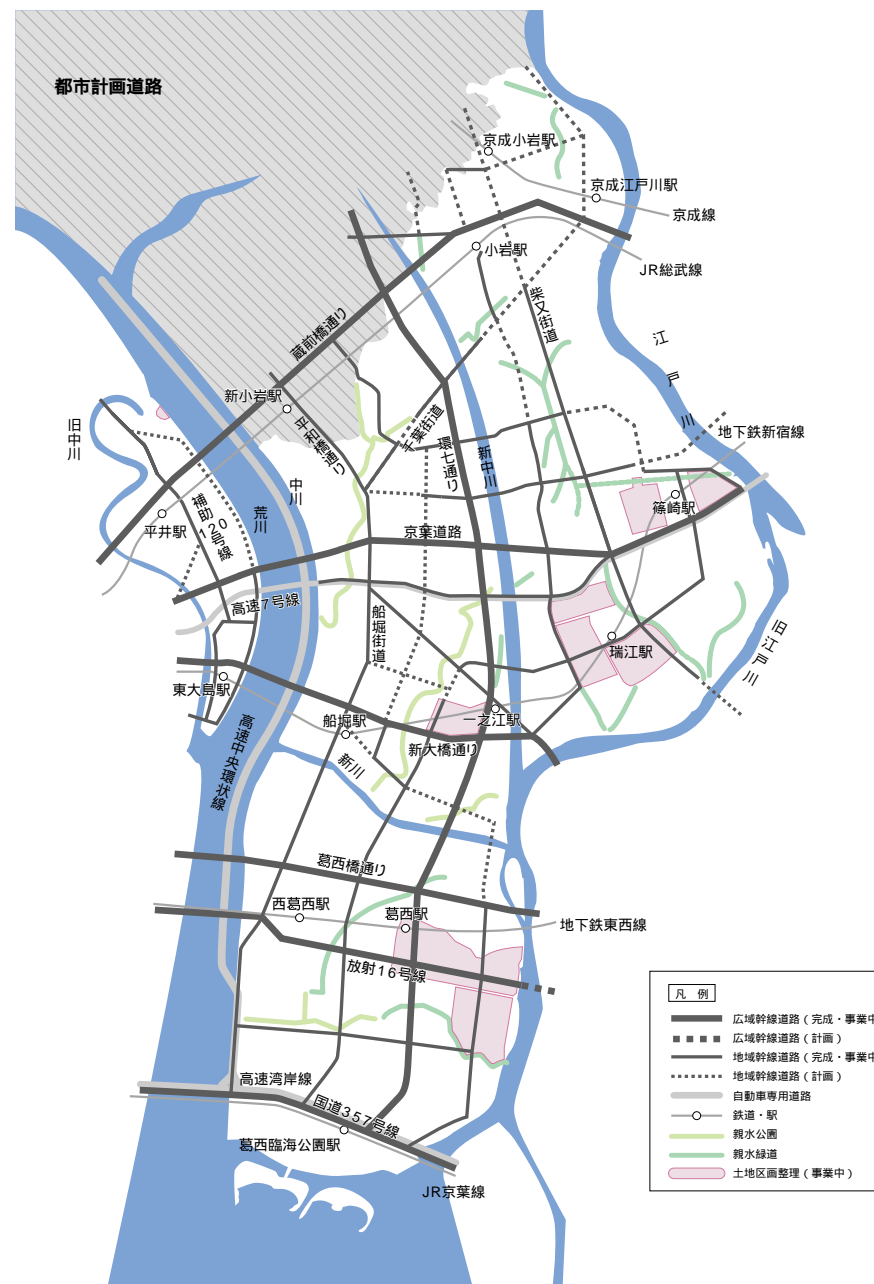 都市計画道路
京成小岩駅
京成江戸川駅
京成線
小岩駅
JR総武線
柴又街道
江戸川
蔵前橋通り
新小岩駅
平和橋通り
千葉街道
環七通り
新中川
地下鉄新宿線
旧中川
篠崎駅
中川
荒川
平井駅
補助120号線
京葉道路
高速7号線
船堀街道
瑞江駅
旧江戸川
東大島駅
一之江駅
船堀駅
新大橋通り
高速中央環状線
新川
葛西橋通り
西葛西駅
葛西駅
地下鉄東西線
放射16号線
高速湾岸線
国道357号線
葛西臨海公園駅
JR京葉線
凡 例
広域幹線道路(完成・事業中
広域幹線道路(計画)
地域幹線道路(完成・事業中
地域幹線道路(計画)
自動車専用道路
鉄道・駅
親水公園
親水緑道
土地区画整理(事業中)